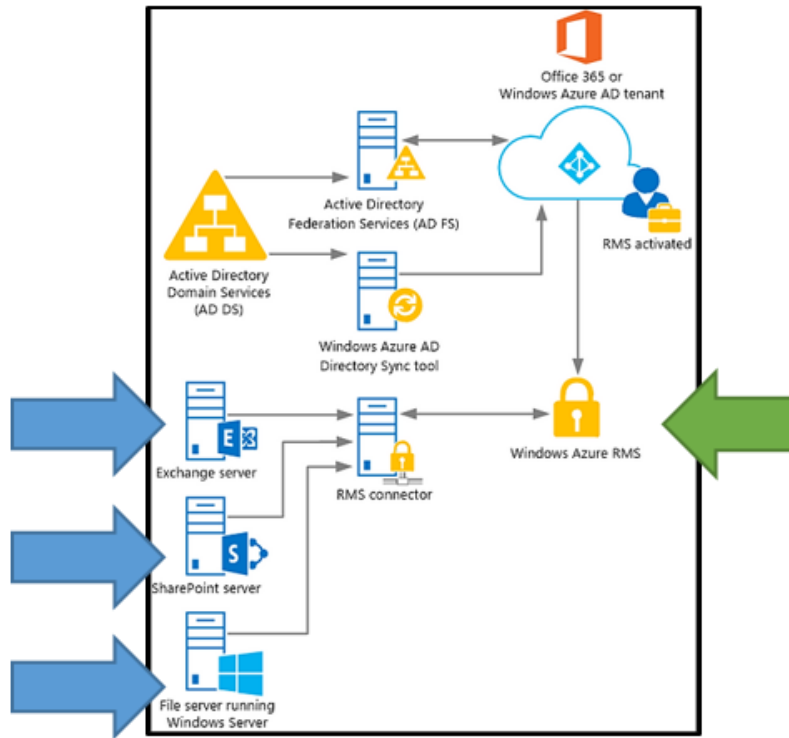 Office 365 or
Windows Azure AD tenant
Active Directory
Federation Services (AD FS)
RMS activated
Active Directory
Domain Services
(AD DS)
Windows Azure AD
Directory Sync tool
E
Exchange server
RMS connector
Windows Azure RMS
S
SharePoint server
File server running
Windows Server